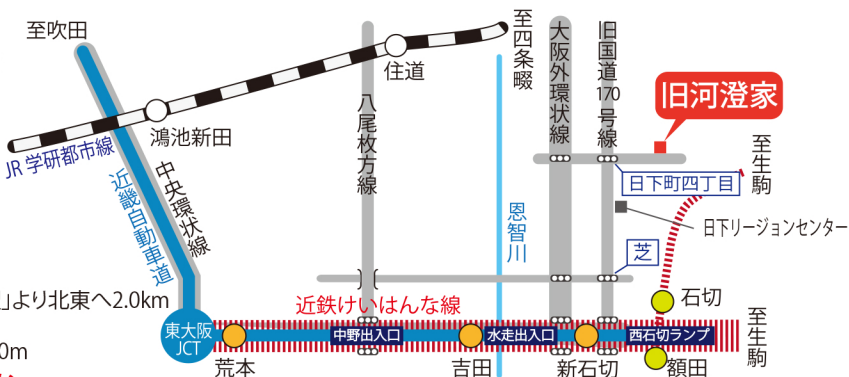 至吹田
住道
鴻池新田
JR学研都市線
近畿自動車道
中央環状線
八尾枚方線
至四条畷
恩智川
大阪外環状線
旧国道170号線
旧河澄家
至生駒
日下町四丁目
日下リージョンセンター
芝
」より北東へ2.0km
0m
近鉄けいはんな線
石切
至生駒
東大阪
JCT
中野出入口
水走出入口
西石切ランプ
荒本
吉田
新石切
額田